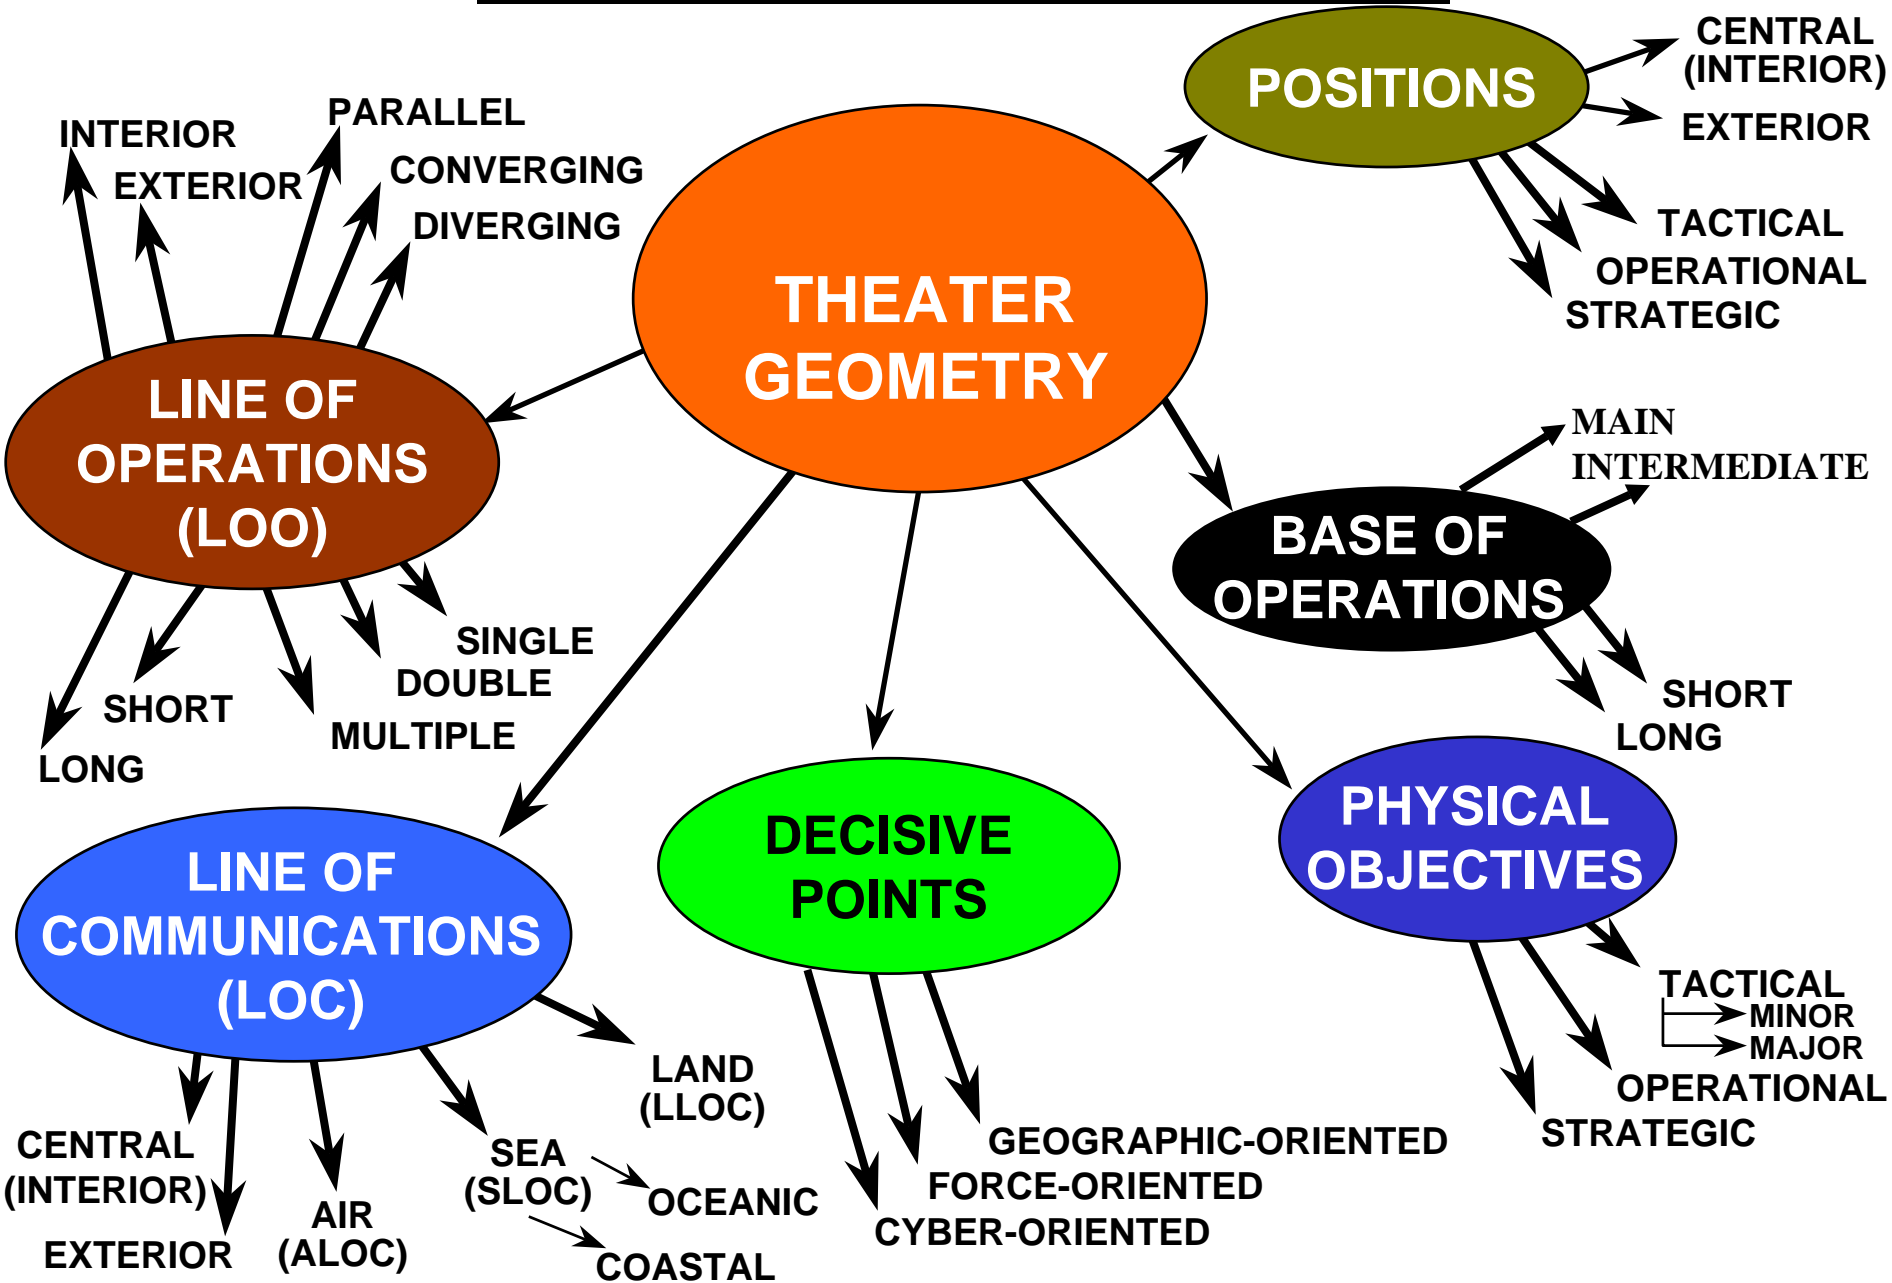 POSITIONS
CENTRAL
(INTERIOR)
EXTERIOR
TACTICAL
OPERATIONAL
STRATEGIC
INTERIOR
EXTERIOR
PARALLEL
CONVERGING
DIVERGING
THEATER
GEOMETRY
LINE OF
OPERATIONS
(LOO)
SINGLE
DOUBLE
MULTIPLE
SHORT
LONG
MAIN
INTERMEDIATE
BASE OF
OPERATIONS
SHORT
LONG
LINE OF
COMMUNICATIONS
(LOC)
LAND
(LLOC)
SEA
(SLOC)
OCEANIC
COASTAL
AIR
(ALOC)
CENTRAL
(INTERIOR)
EXTERIOR
DECISIVE
POINTS
GEOGRAPHIC-ORIENTED
FORCE-ORIENTED
CYBER-ORIENTED
PHYSICAL
OBJECTIVES
TACTICAL
MINOR
MAJOR
OPERATIONAL
STRATEGIC